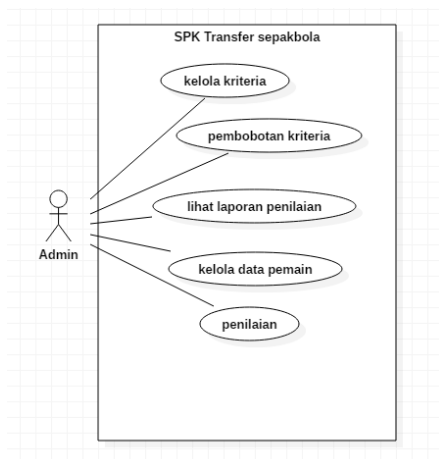 SPK Transfer sepakbola
kelola kriteria
pembobotan kriteria
lihat laporan penilaian
Admin
kelola data pemain
penilaian